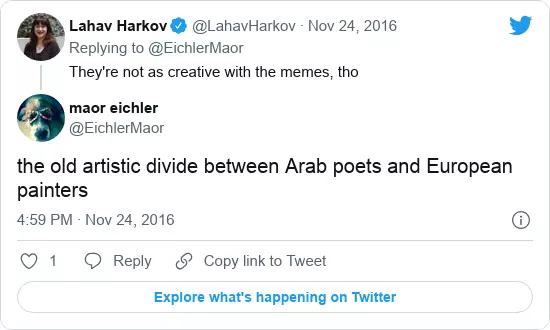 Lahav Harkov @LahavHarkov · Nov 24, 2016
Replying to @EichlerMaor
They're not as creative with the memes, tho
maor eichler
@EichlerMaor
the old artistic divide between Arab poets and European
painters
4:59 PM · Nov 24, 2016
1 Reply Copy link to Tweet
Explore what's happening on Twitter